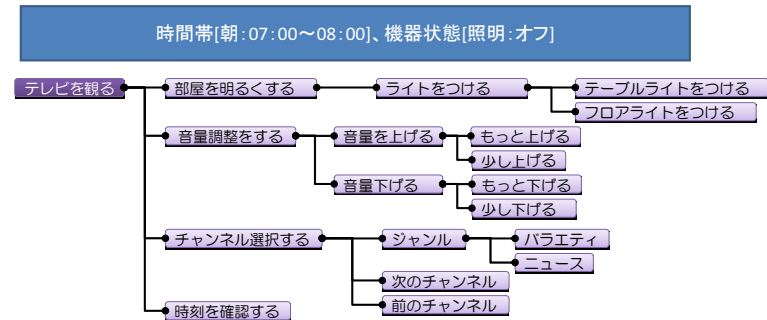 時間帯[朝:07:00～08:00]、機器状態[照明:オフ]
テレビを観る 部屋を明るくする ライトをつける テーブルライトをつける
フロアライトをつける
音量調整をする 音量を上げる もっと上げる
少し上げる
音量下げる もっと下げる
少し下げる
チャンネル選択する ジャンル バラエティ
ニュース
次のチャンネル
前のチャンネル
時刻を確認する